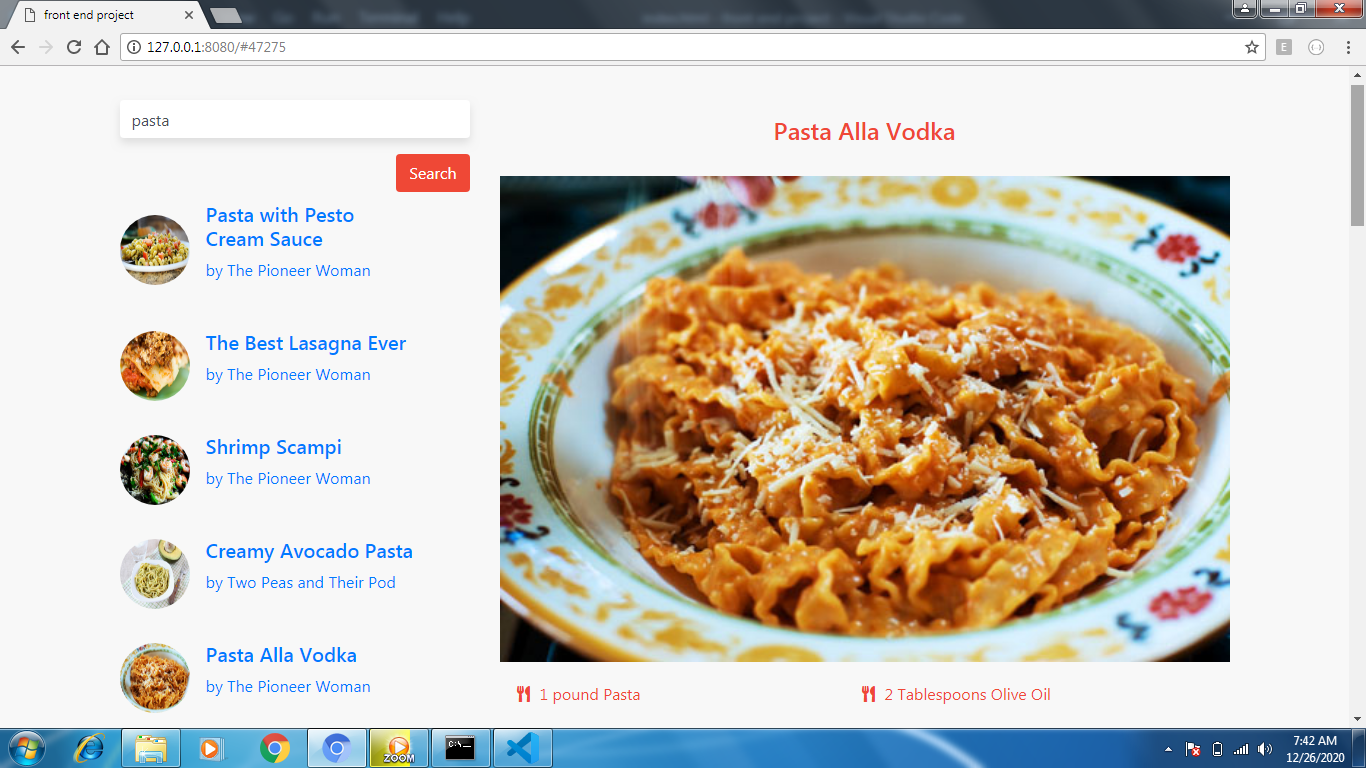 front end project
127.0.0.1:8080/#47275
E
pasta
Search
Pasta with Pesto
Cream Sauce
by The Pioneer Woman
The Best Lasagna Ever
by The Pioneer Woman
Shrimp Scampi
by The Pioneer Woman
Creamy Avocado Pasta
by Two Peas and Their Pod
Pasta Alla Vodka
by The Pioneer Woman
Pasta Alla Vodka
1 pound Pasta
2 Tablespoons Olive Oil
ZOOM
C:\_
7:42 AM
12/26/2020